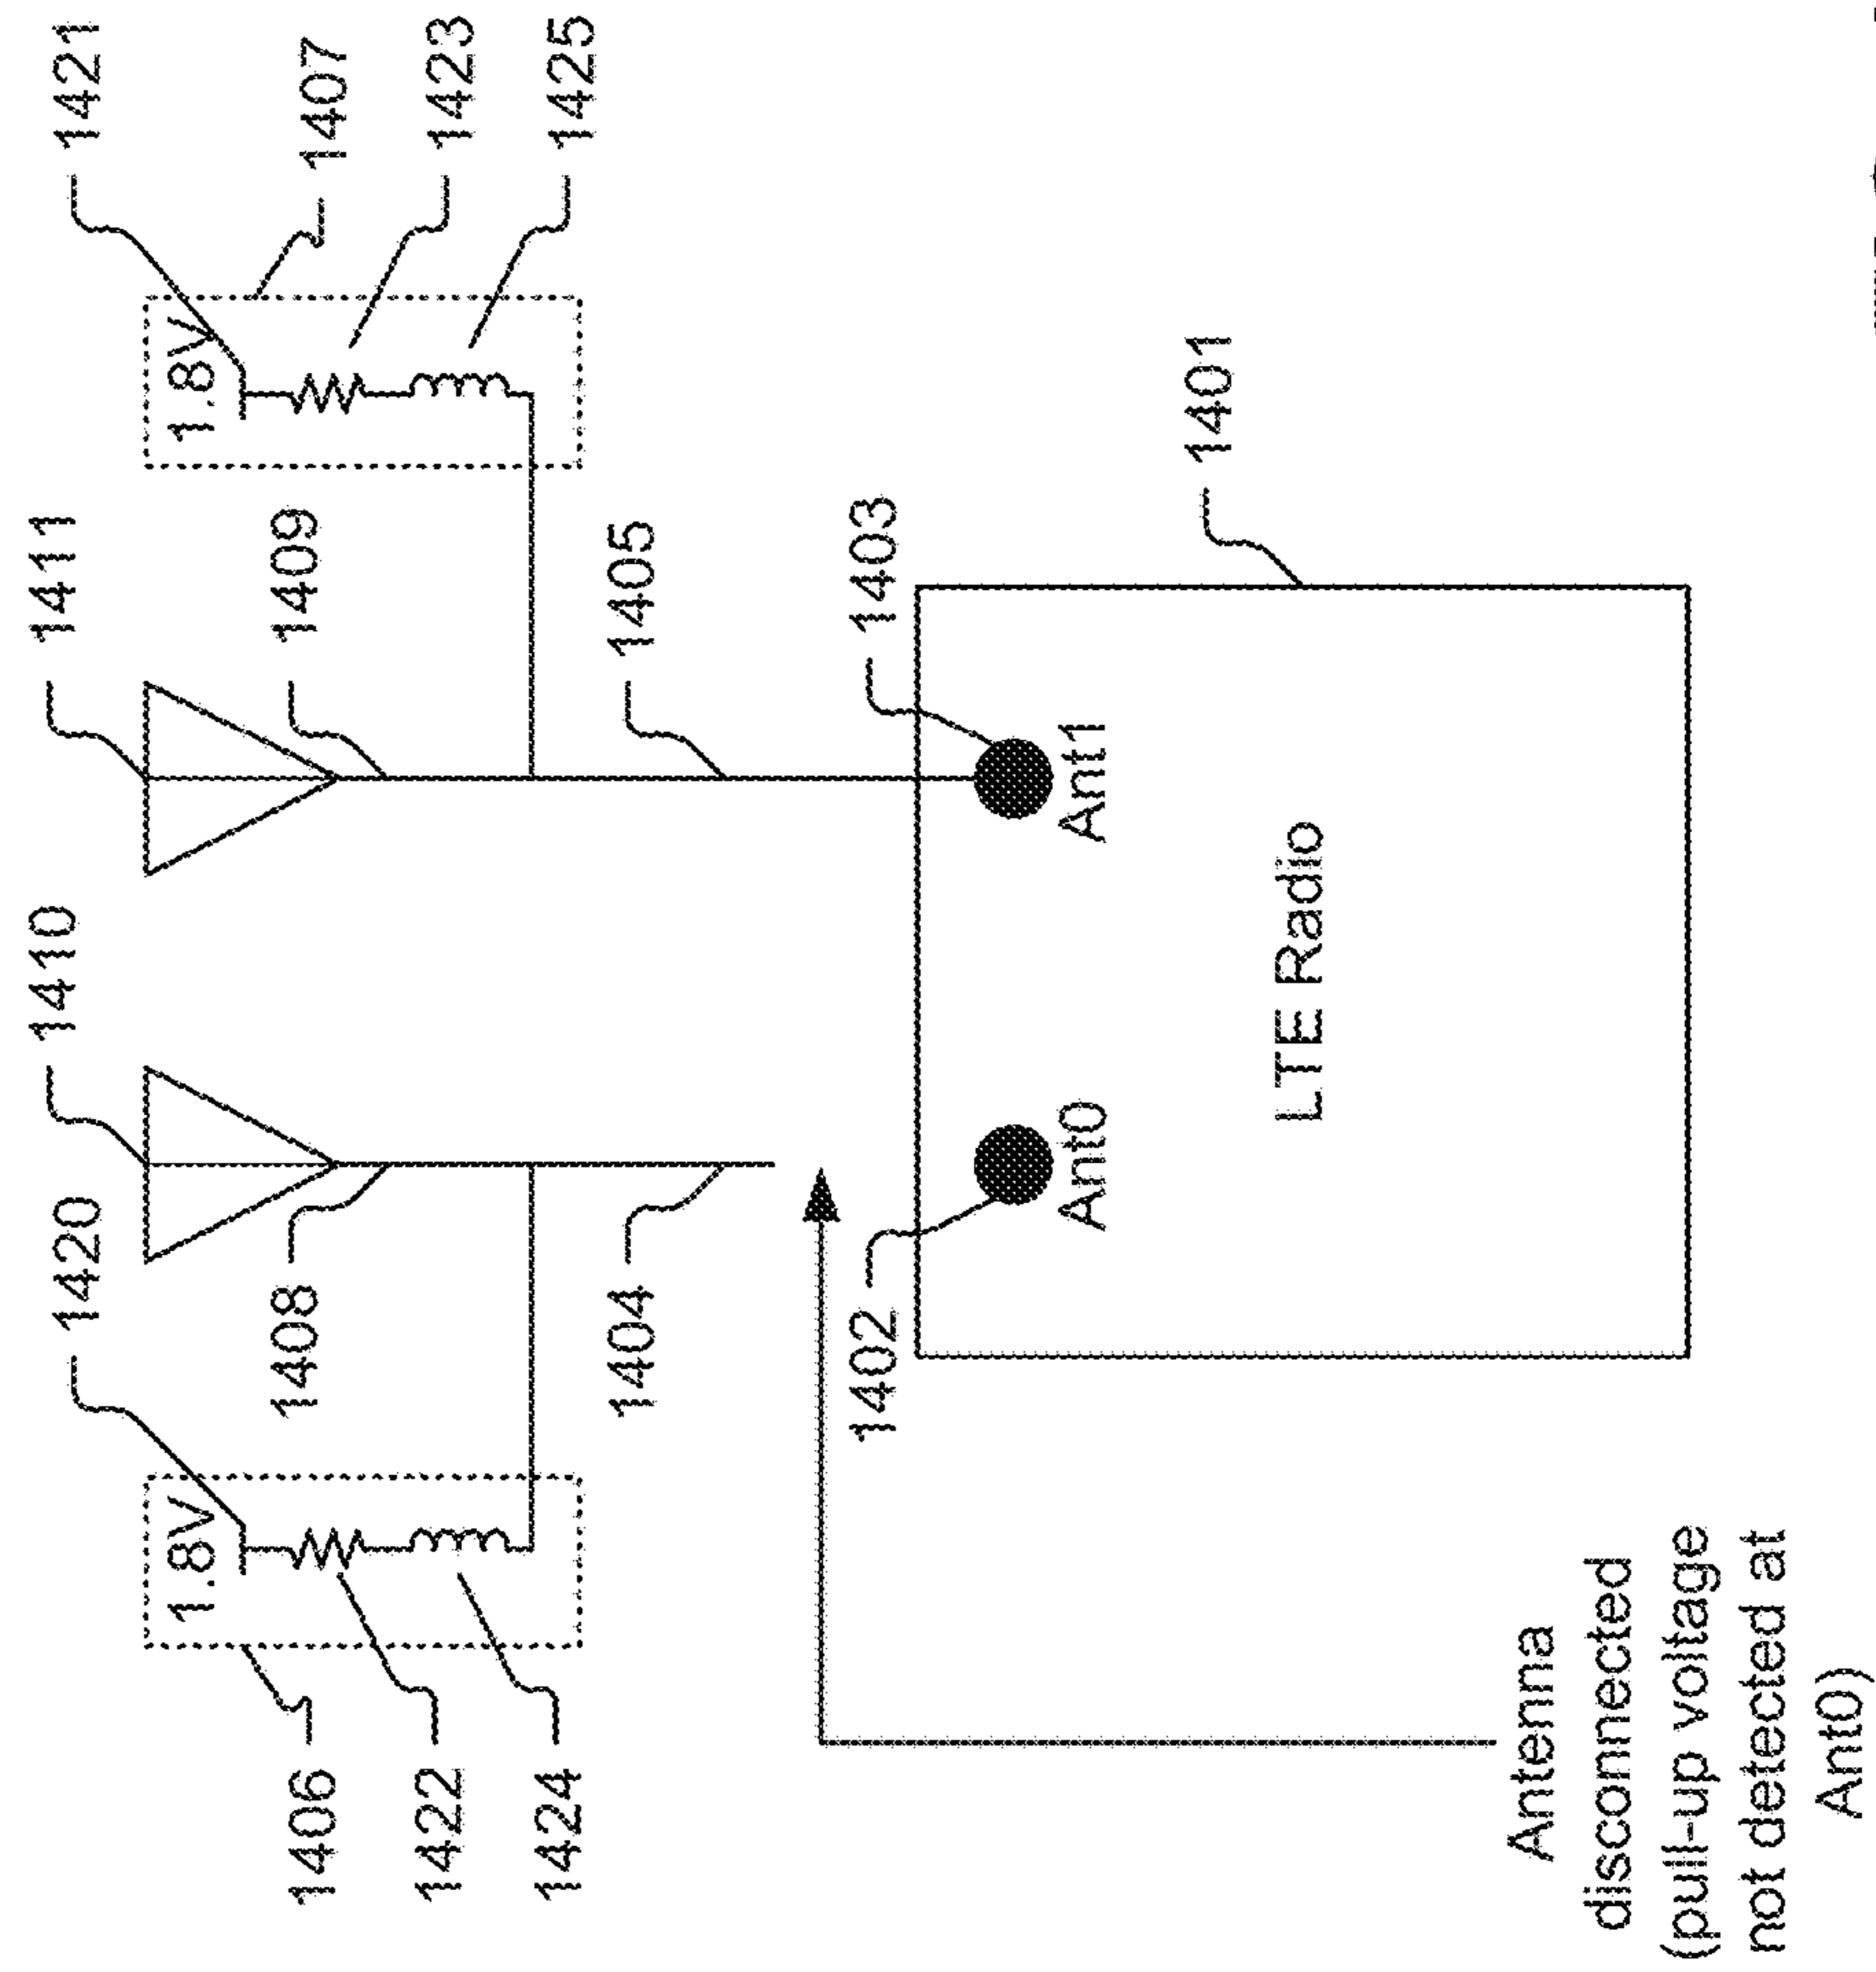 1420
1410
1411
1421
1.8V
1.8V
1406
1408
1409
1407
1422
1423
1424
1425
1404
1405
1402
1403
Ant0
Ant1
1401
LTE Radio
Antenna
disconnected
(pull-up voltage
not detected at
Ant0)